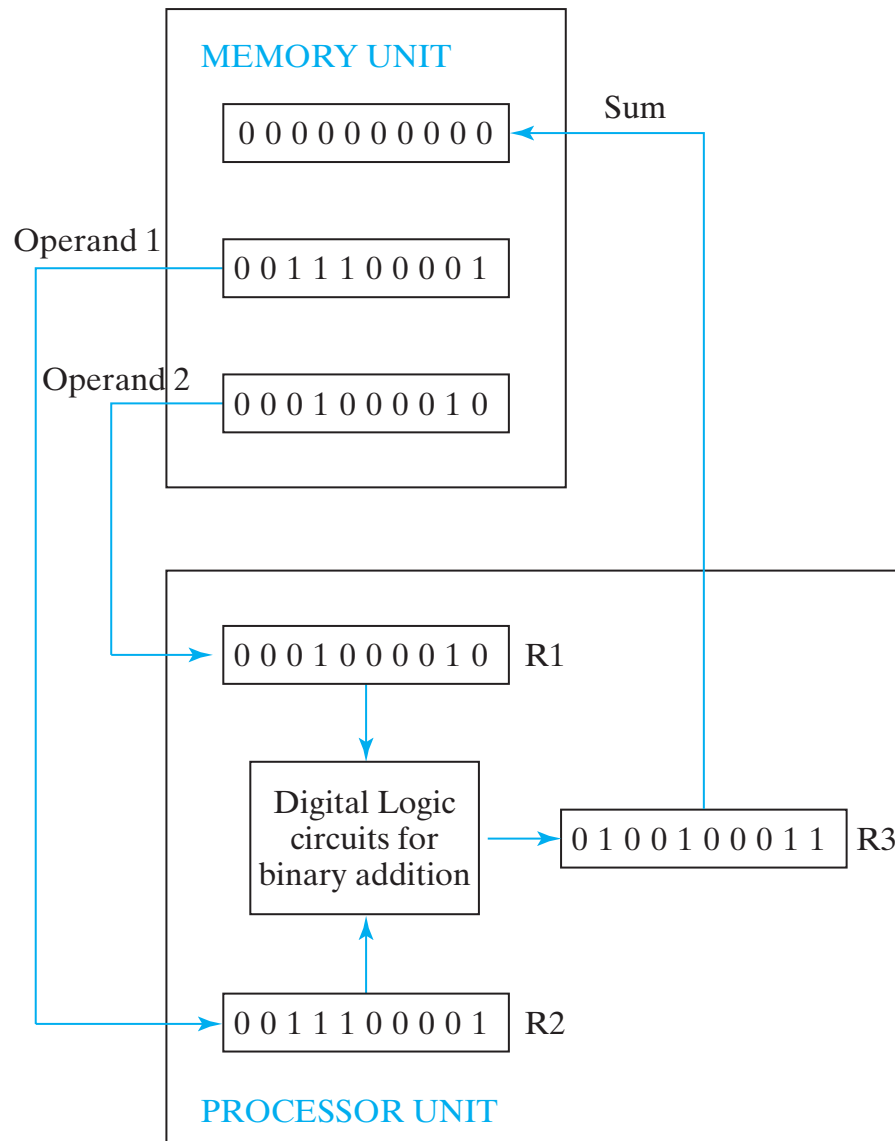 MEMORY UNIT
Sum
0 0 0 0 0 0 0 0 0 0
Operand 1
0 0 1 1 1 0 0 0 0 1
Operand 2
0 0 0 1 0 0 0 0 1 0
0 0 0 1 0 0 0 0 1 0 R1
Digital Logic
circuits for
binary addition
0 1 0 0 1 0 0 0 1 1 R3
0 0 1 1 1 0 0 0 0 1 R2
PROCESSOR UNIT